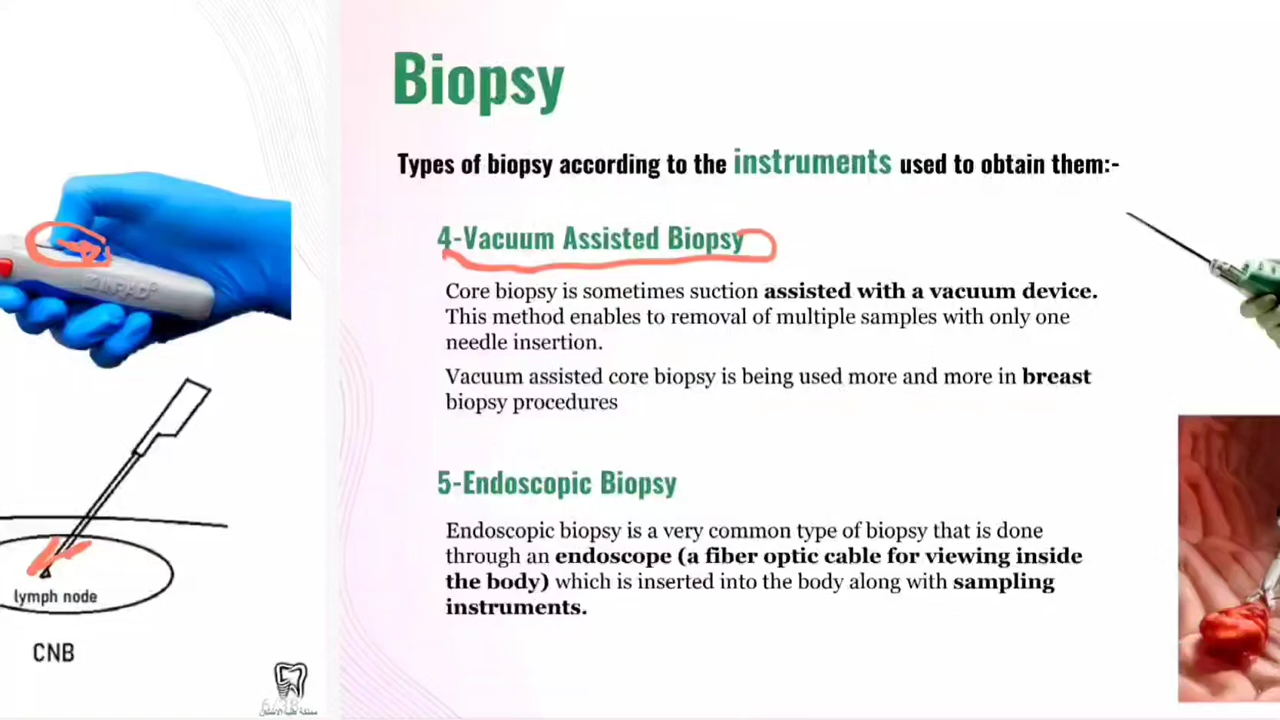 Biopsy
Types of biopsy according to the instruments used to obtain them:-
4-Vacuum Assisted Biopsy
Core biopsy is sometimes suction assisted with a vacuum device.
This method enables to removal of multiple samples with only one
needle insertion.
Vacuum assisted core biopsy is being used more and more in breast
biopsy procedures
5-Endoscopic Biopsy
Endoscopic biopsy is a very common type of biopsy that is done
through an endoscope (a fiber optic cable for viewing inside
the body) which is inserted into the body along with sampling
instruments.
lymph node
CNB